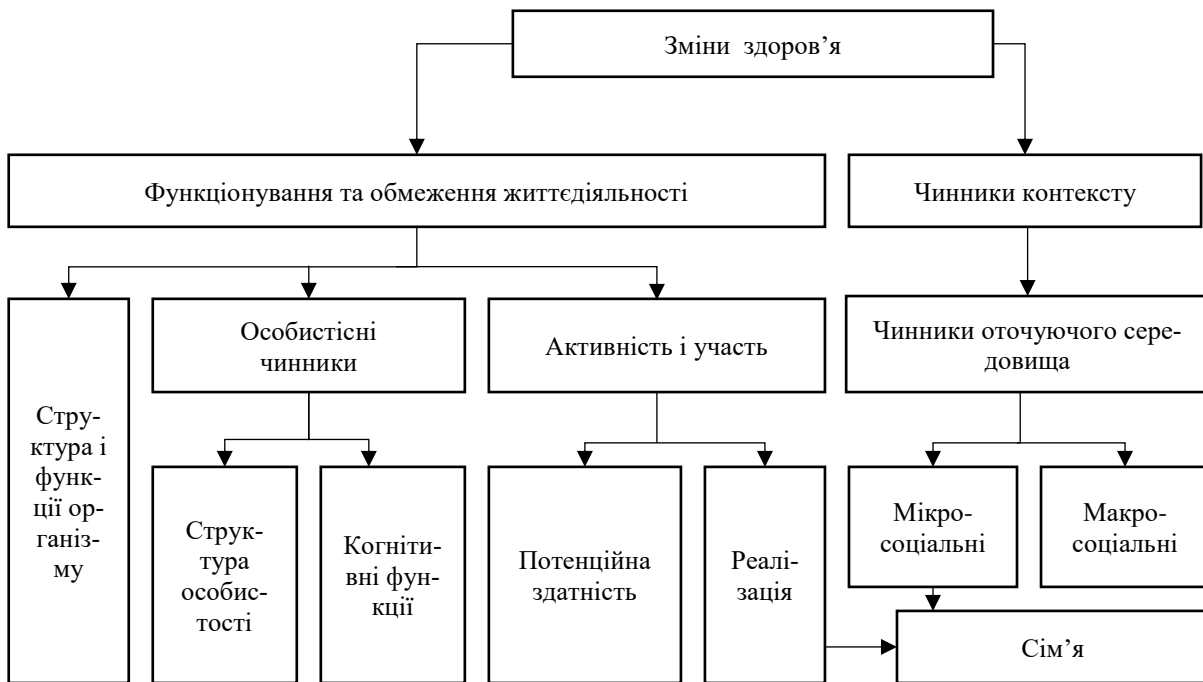 Зміни здоров’я
Функціонування та обмеження життєдіяльності
Чинники контексту
Особистісні
чинники
Активність і участь
Чинники оточуючого сере-
довища
Стру-
ктура і
функ-
ції ор-
ганіз-
му
Струк-
тура
особис-
тості
Когніти-
вні фун-
кції
Потенційна
здатність
Реалі-
зація
Мікро-
соціальні
Макро-
соціальні
Сім’я